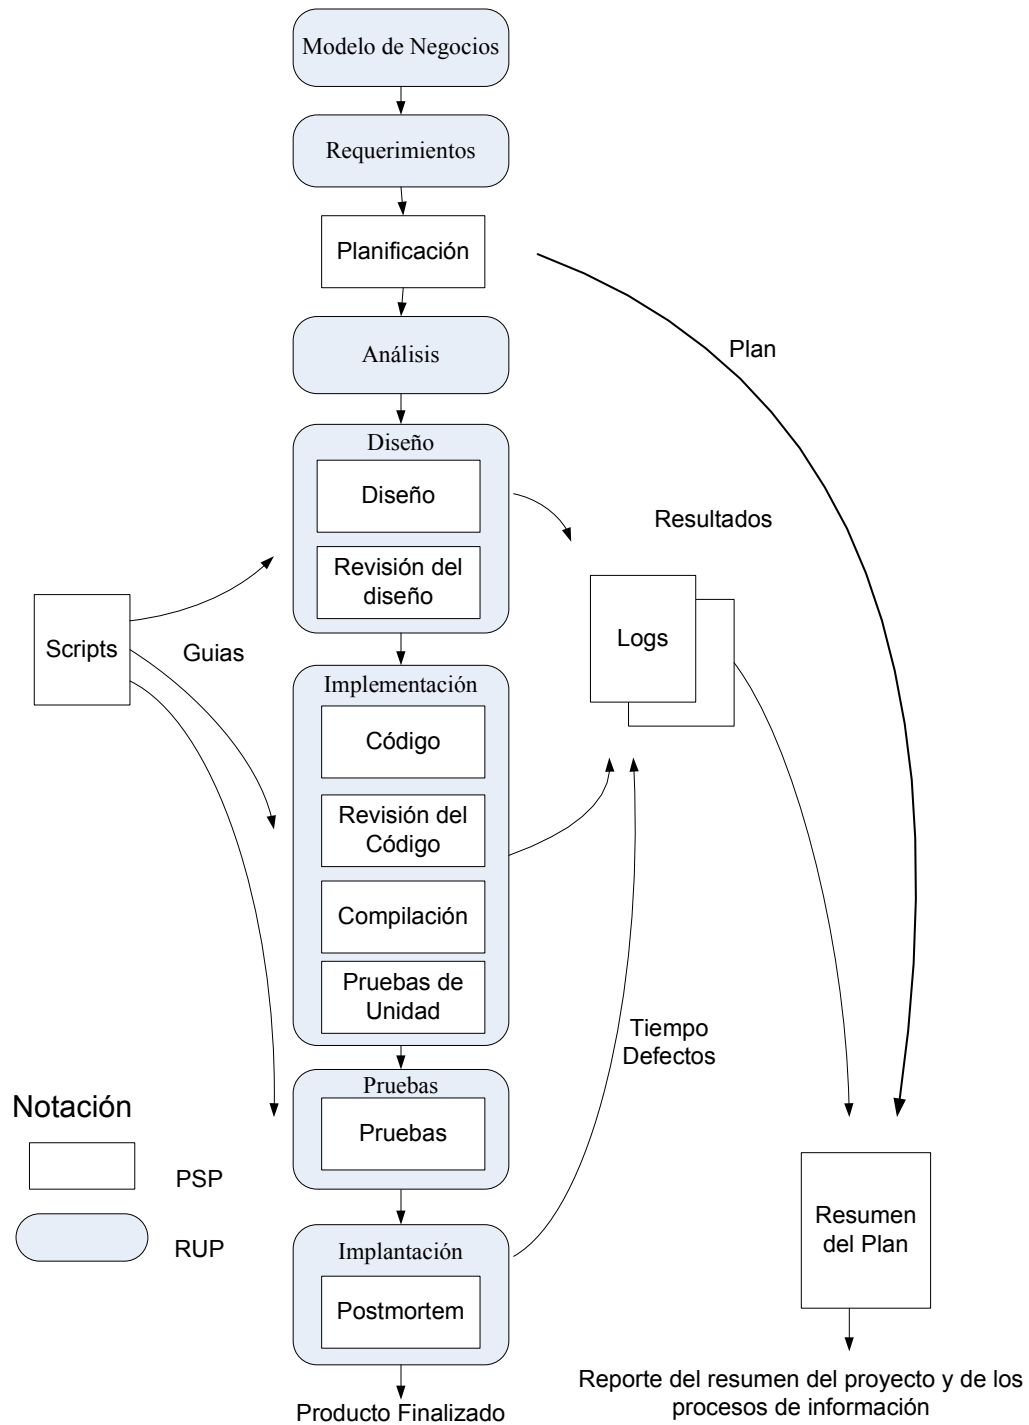 Modelo de Negocios
Requerimientos
Planificación
Análisis
Plan
Diseño
Diseño
Revisión del
diseño
Resultados
Scripts
Guias
Logs
Implementación
Código
Revisión del
Código
Compilación
Pruebas de
Unidad
Tiempo
Defectos
Pruebas
Pruebas
Notación
PSP
RUP
Implantación
Postmortem
Resumen
del Plan
Producto Finalizado
Reporte del resumen del proyecto y de los
procesos de información